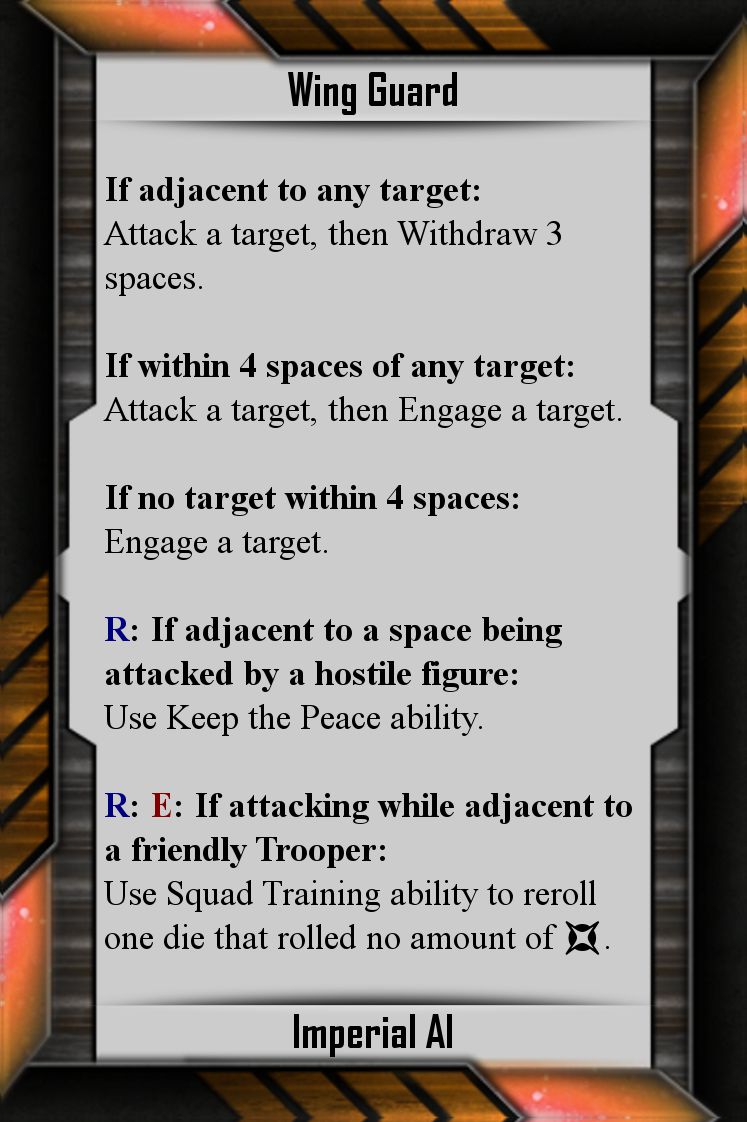 Wing Guard
If adjacent to any target:
Attack a target, then Withdraw 3
spaces.
If within 4 spaces of any target:
Attack a target, then Engage a target.
If no target within 4 spaces:
Engage a target.
R: If adjacent to a space being
attacked by a hostile figure:
Use Keep the Peace ability.
R: E: If attacking while adjacent to
a friendly Trooper:
Use Squad Training ability to reroll
one die that rolled no amount of .
Imperial AI